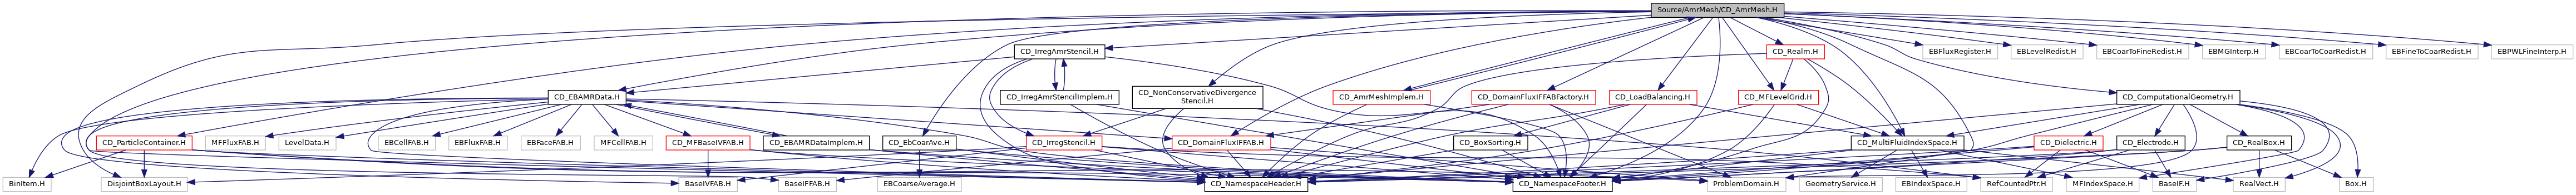 Source/AmrMesh/CD_AmrMesh.H
CD_IrregAmrStencil.H
CD_Realm.H
EBFluxRegister.H
EBLevelRedist.H
EBCoarToFineRedist.H
EBMGInterp.H
EBCoarToCoarRedist.H
EBFineToCoarRedist.H
EBPWLFineInterp.H
CD_EBAMRData.H
CD_IrregAmrStencilImplem.H
CD_NonConservativeDivergence
Stencil.H
CD_AmrMeshImplem.H
CD_DomainFluxIFFABFactory.H
CD_LoadBalancing.H
CD_MFLevelGrid.H
CD_ComputationalGeometry.H
CD_ParticleContainer.H
MFFluxFAB.H
LevelData.H
EBCellFAB.H
EBFluxFAB.H
EBFaceFAB.H
MFCellFAB.H
CD_MFBaseIVFAB.H
CD_EBAMRDataImplem.H
CD_EbCoarAve.H
CD_IrregStencil.H
CD_DomainFluxIFFAB.H
CD_BoxSorting.H
CD_MultiFluidIndexSpace.H
CD_Dielectric.H
CD_Electrode.H
CD_RealBox.H
BinItem.H
DisjointBoxLayout.H
BaseIVFAB.H
BaseIFFAB.H
EBCoarseAverage.H
CD_NamespaceHeader.H
CD_NamespaceFooter.H
ProblemDomain.H
GeometryService.H
EBIndexSpace.H
RefCountedPtr.H
MFIndexSpace.H
BaseIF.H
RealVect.H
Box.H